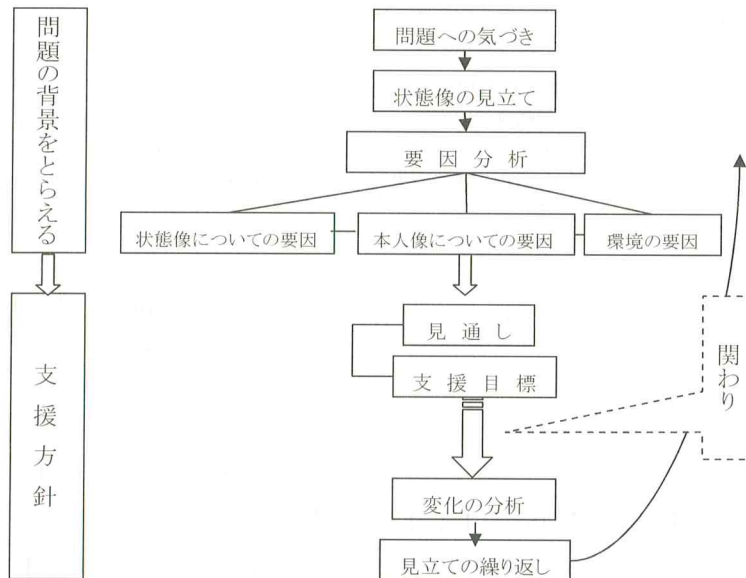 問題の背景をとらえる
問題への気づき
状態像の見立て
要因分析
状態像についての要因
本人像についての要因
環境の要因
支援方針
見通し
支援目標
関わり
変化の分析
見立ての繰り返し